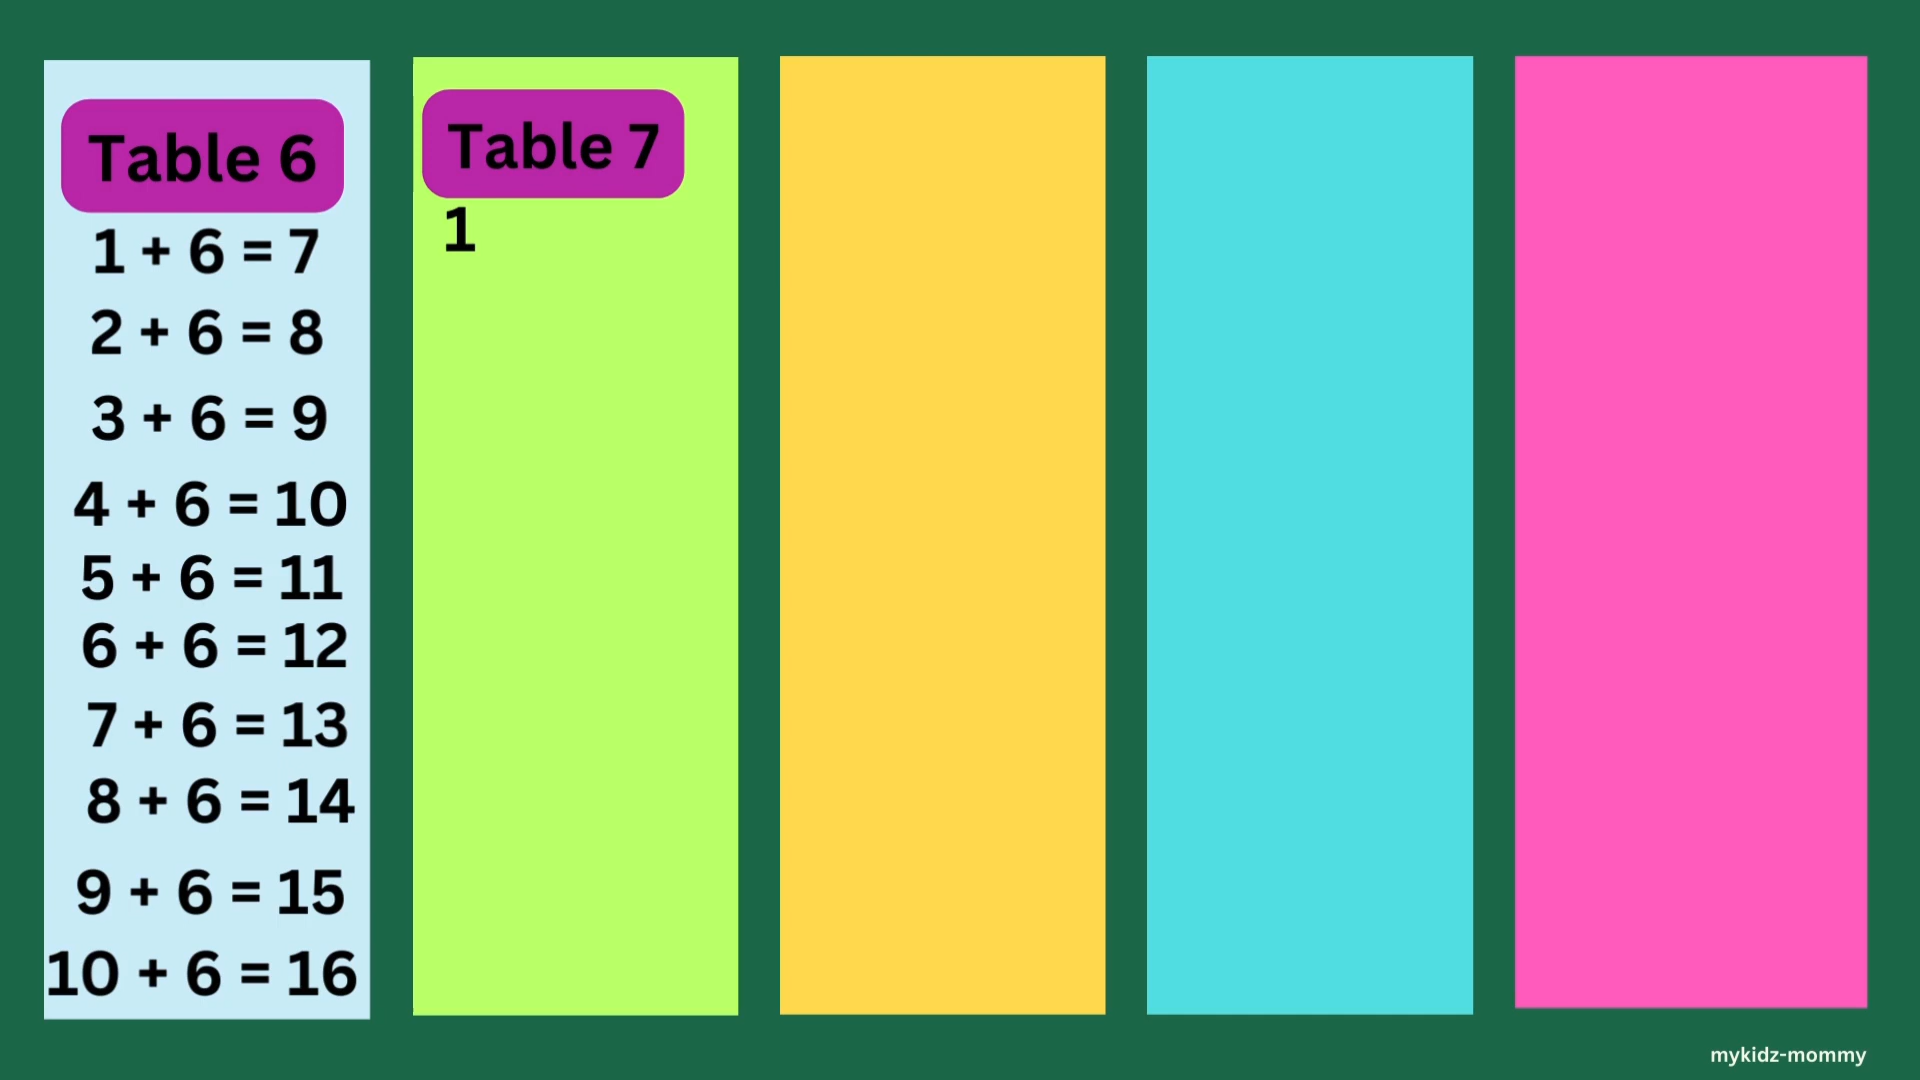 Table 6
1 + 6 = 7
2 + 6 = 8
3 + 6 = 9
4 + 6 = 10
5 + 6 = 11
6 + 6 = 12
7 + 6 = 13
8 + 6 = 14
9 + 6 = 15
10 + 6 = 16
Table 7
1
mykidz-mommy